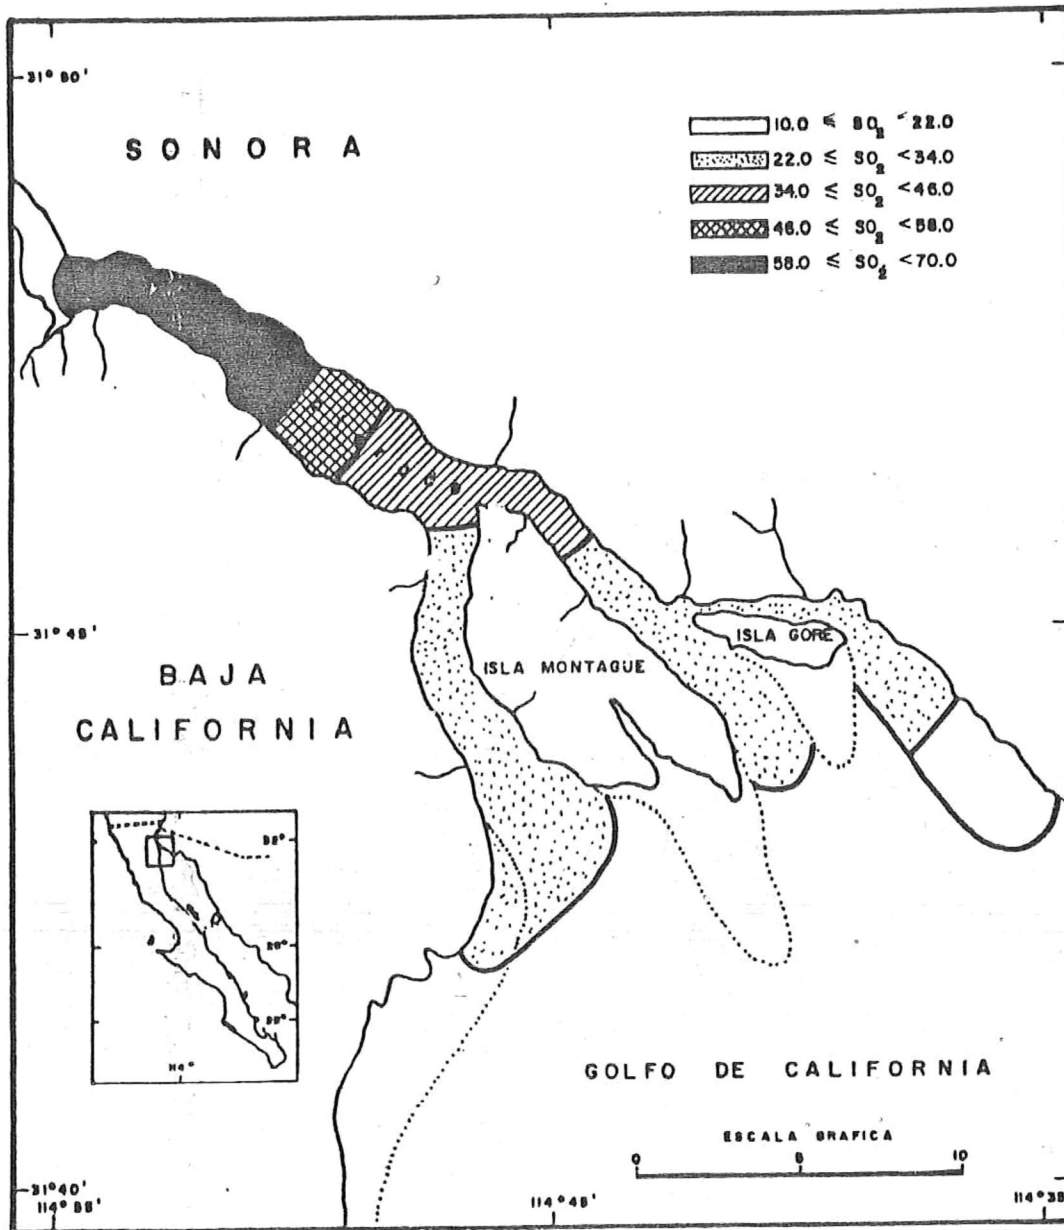 31° 50'
SONORA
10.0 ≤ SO₂ < 22.0
22.0 ≤ SO₂ < 34.0
34.0 ≤ SO₂ < 46.0
46.0 ≤ SO₂ < 58.0
58.0 ≤ SO₂ < 70.0
31° 45'
ISLA GORE
ISLA MONTAGUE
BAJA
CALIFORNIA
114°
GOLFO DE CALIFORNIA
ESCALA GRAFICA
0 5 10
31° 40'
114° 45'